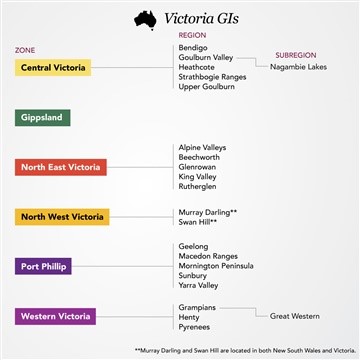 Victoria GIs
ZONE
REGION
SUBREGION
Central Victoria
Bendigo
Goulburn Valley
Heathcote
Strathbogie Ranges
Upper Goulburn
Nagambie Lakes
Gippsland
North East Victoria
Alpine Valleys
Beechworth
Glenrowan
King Valley
Rutherglen
North West Victoria
Murray Darling**
Swan Hill**
Port Phillip
Geelong
Macedon Ranges
Mornington Peninsula
Sunbury
Yarra Valley
Western Victoria
Grampians
Henty
Pyrenees
Great Western
**Murray Darling and Swan Hill are located in both New South Wales and Victoria.